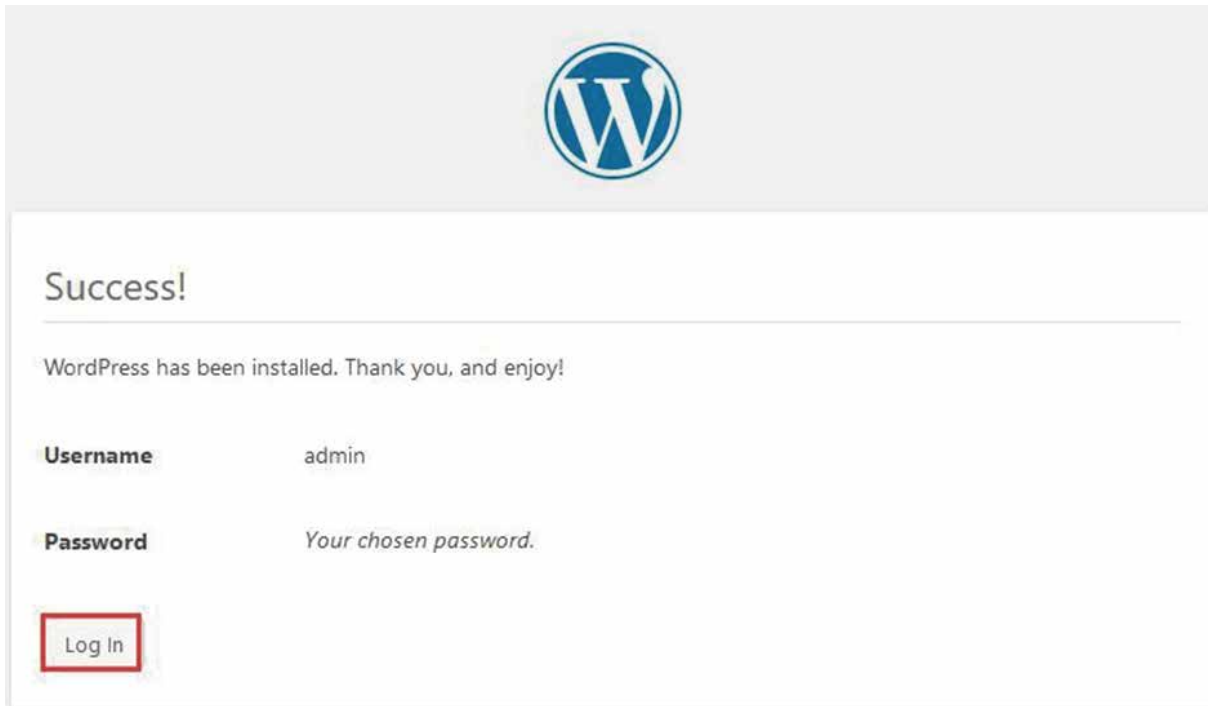 Success!
WordPress has been installed. Thank you, and enjoy!
Username admin
Password Your chosen password.
Log In